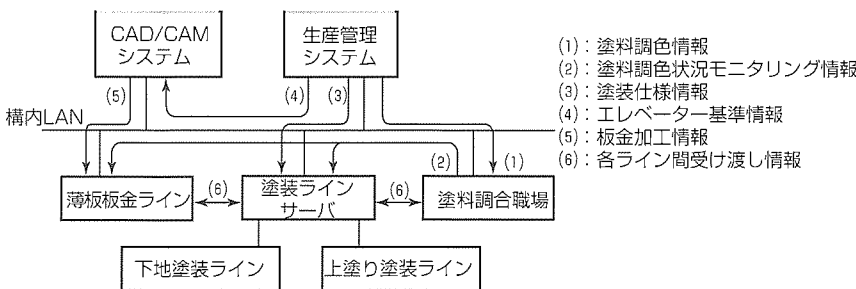 CAD/CAM
システム
生産管理
システム
(1)：塗料調色情報
(2)：塗料調色状況モニタリング情報
(3)：塗装仕様情報
(4)：エレベーター基準情報
(5)：板金加工情報
(6)：各ライン間受け渡し情報
(5)
(4)
(3)
構内LAN
(2)
(1)
薄板板金ライン
(6)
塗装ライン
サーバ
(6)
塗料調合職場
下地塗装ライン
上塗り塗装ライン